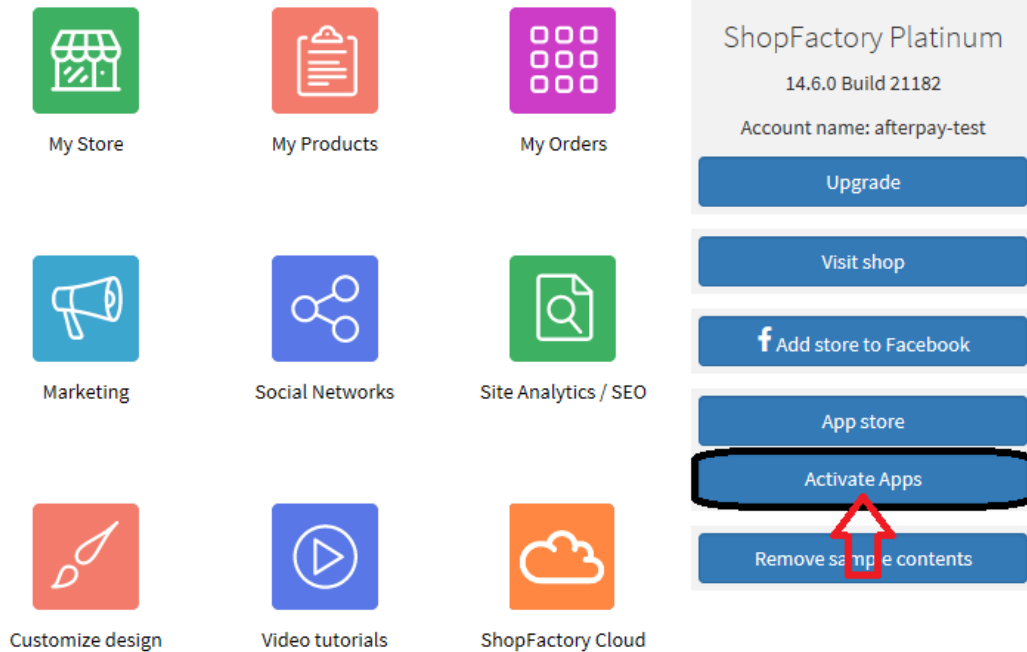 My Store
My Products
My Orders
Marketing
Social Networks
Site Analytics / SEO
Customize design
Video tutorials
ShopFactory Cloud
ShopFactory Platinum
14.6.0 Build 21182
Account name: afterpay-test
Upgrade
Visit shop
Add store to Facebook
App store
Activate Apps
Remove sample contents